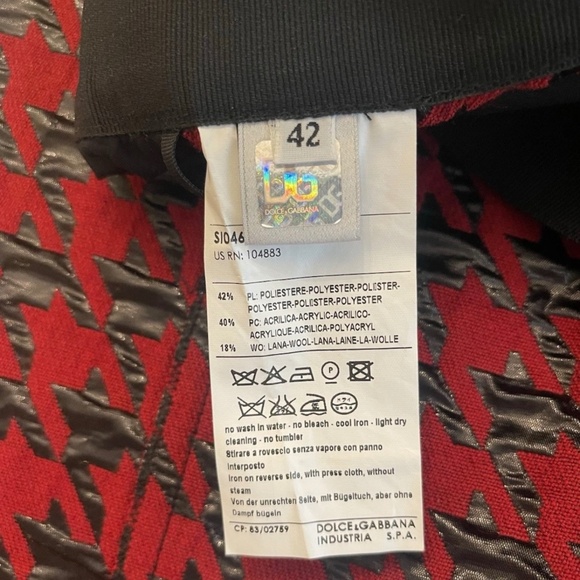 42
DG
DOLCE&GABBANA
SI046
US RN: 104883
42% PL: POLIESTERE-POLYESTER-POLESTER-
POLYESTER-POLIESTER-POLYESTER
40% PC: ACRILICA-ACRYLIC-ACRILICO-
ACRYLIQUE-ACRILICA-POLYACRYL
18% WO: LANA-WOOL-LANA-LAINE-LA-WOLLE
P
no wash in water - no bleach - cool iron - light dry
cleaning - no tumbler
Stirare a rovescio senza vapore con panno
interposto
Iron on reverse side, with press cloth, without
steam
Von der unrechten Seite, mit Bügeltuch, aber ohne
Dampf bügeln
CP: 83/02759
DOLCE&GABBANA
INDUSTRIA S.P.A.